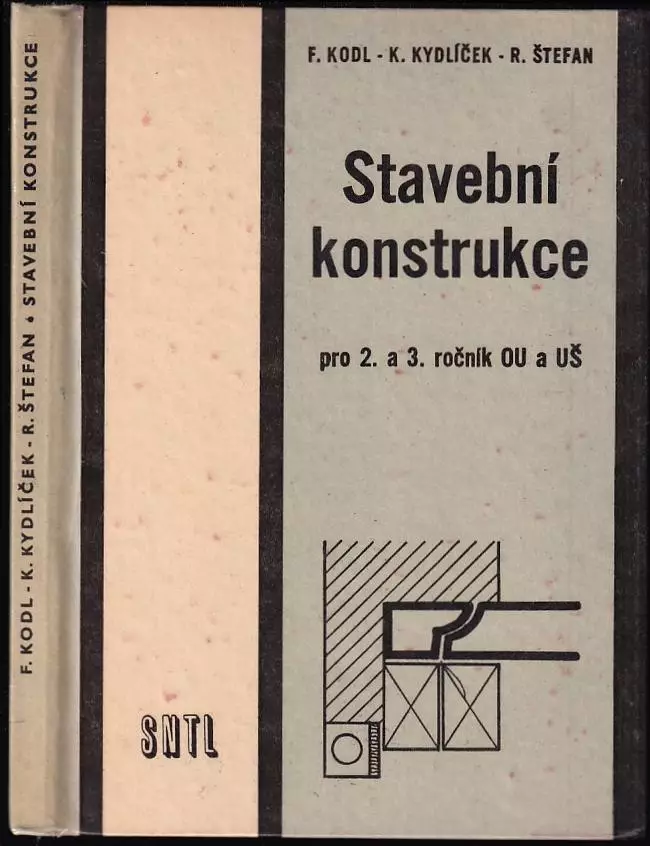 F. KODL - K. KYDLÍČEK - R. ŠTEFAN • STAVEBNÍ KONSTRUKCE
F. KODL - K. KYDLÍČEK - R. ŠTEFAN
Stavební
konstrukce
pro 2. a 3. ročník OU a UŠ
SNTL